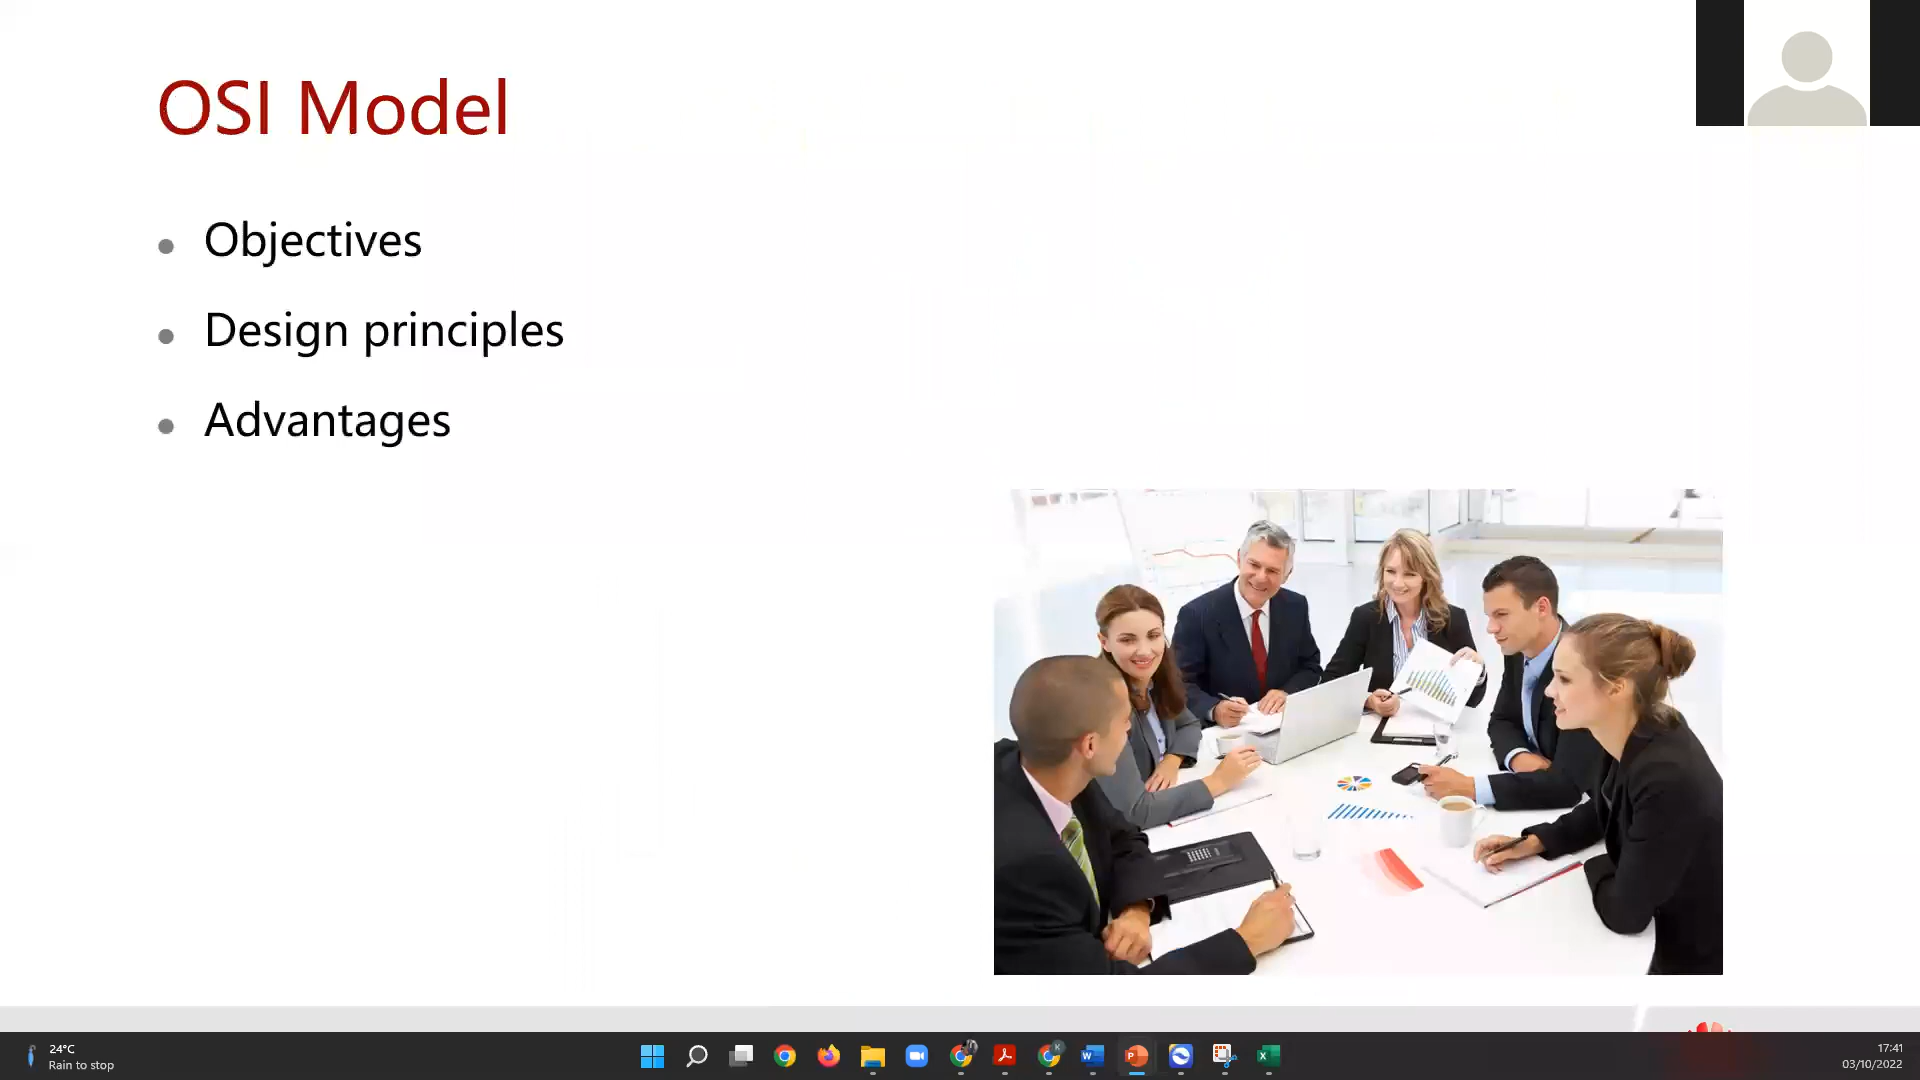 OSI Model
Objectives
Design principles
Advantages
24°C
Rain to stop
17:41
03/10/2022